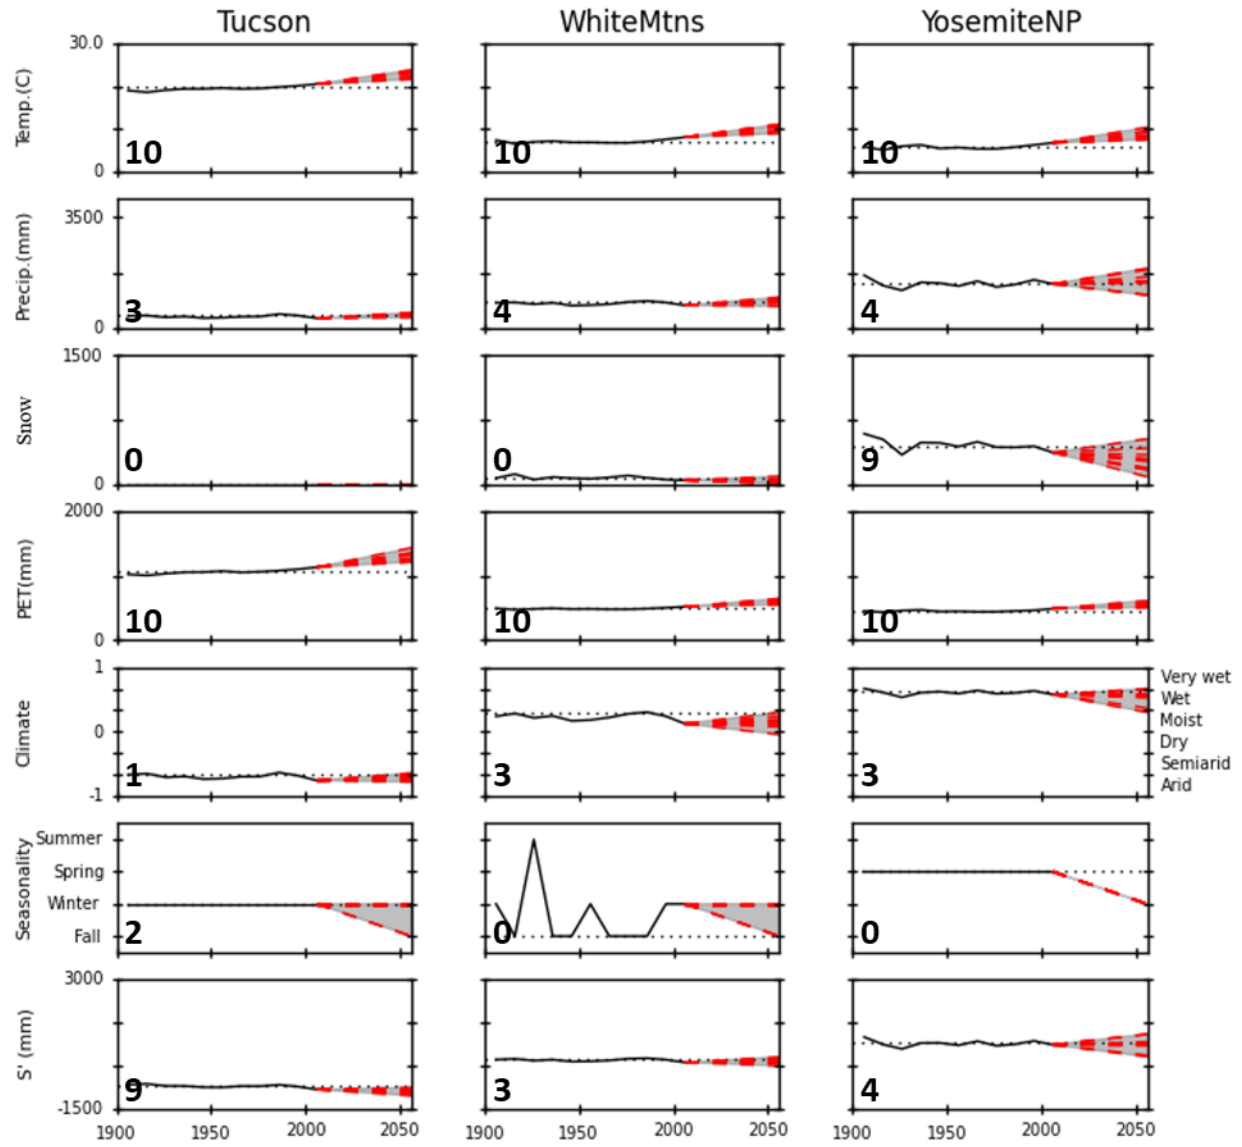 Tucson WhiteMtns YosemiteNP
30.0
Temp.(C)
10 10 10
0
3500
Precip.(mm)
3 4 4
0
1500
Snow
0 0 9
0
2000
PET(mm)
10 10 10
0
1 Very wet
Wet
Climate 0 Moist
Dry
1 3 3 Semiarid
-1 Arid
Summer
Spring
Seasonality Winter
Fall 2 0 0
3000
S' (mm)
9 3 4
-1500
1900 1950 2000 2050 1900 1950 2000 2050 1900 1950 2000 2050